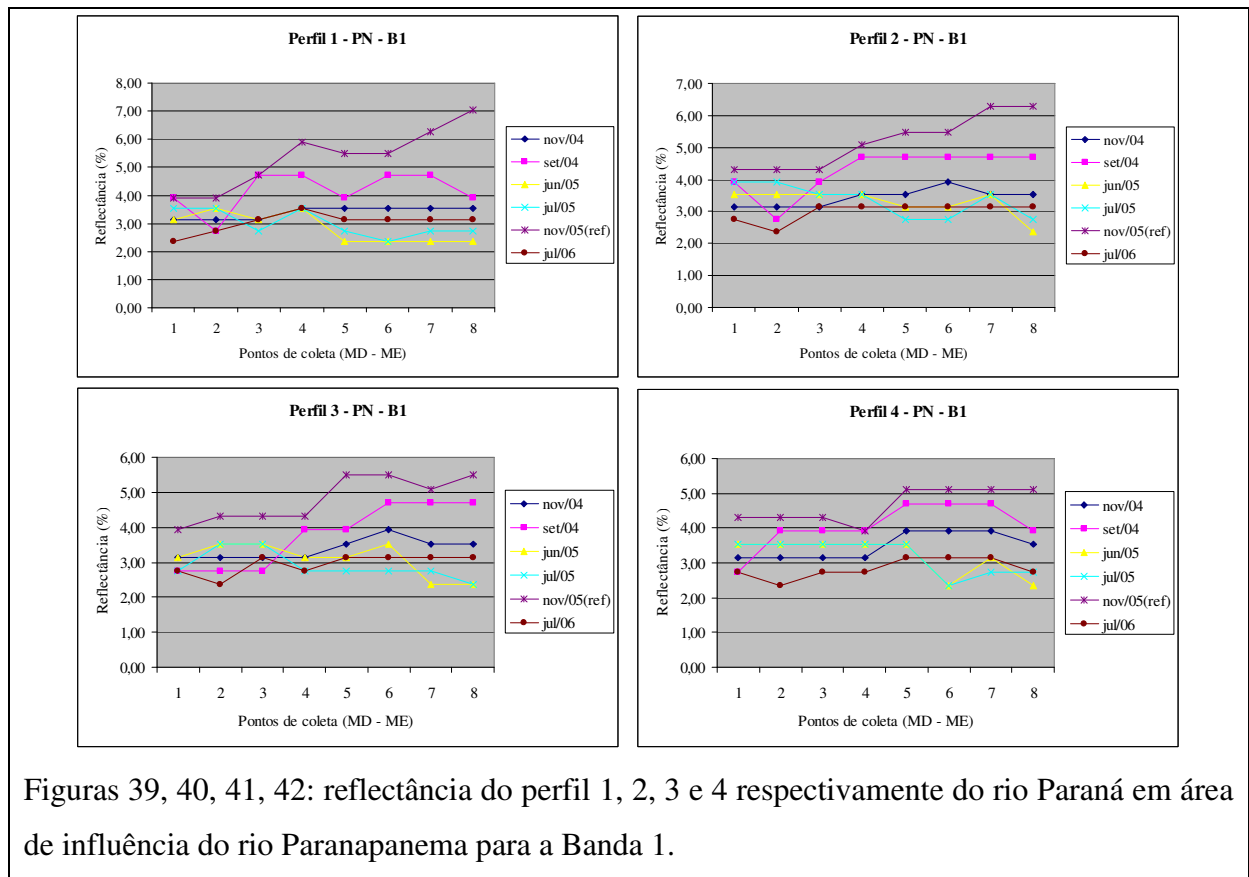 Perfil 1 - PN - B1
8,00
7,00
6,00
5,00
4,00
3,00
2,00
1,00
0,00
Reflectância (%)
1 2 3 4 5 6 7 8
Pontos de coleta (MD - ME)
nov/04
set/04
jun/05
jul/05
nov/05(ref)
jul/06
Perfil 2 - PN - B1
7,00
6,00
5,00
4,00
3,00
2,00
1,00
0,00
Reflectância (%)
1 2 3 4 5 6 7 8
Pontos de coleta (MD - ME)
nov/04
set/04
jun/05
jul/05
nov/05(ref)
jul/06
Perfil 3 - PN - B1
6,00
5,00
4,00
3,00
2,00
1,00
0,00
Reflectância (%)
1 2 3 4 5 6 7 8
Pontos de coleta (MD - ME)
nov/04
set/04
jun/05
jul/05
nov/05(ref)
jul/06
Perfil 4 - PN - B1
6,00
5,00
4,00
3,00
2,00
1,00
0,00
Reflectância (%)
1 2 3 4 5 6 7 8
Pontos de coleta (MD - ME)
nov/04
set/04
jun/05
jul/05
nov/05(ref)
jul/06
Figuras 39, 40, 41, 42: reflectância do perfil 1, 2, 3 e 4 respectivamente do rio Paraná em área
de influência do rio Paranapanema para a Banda 1.